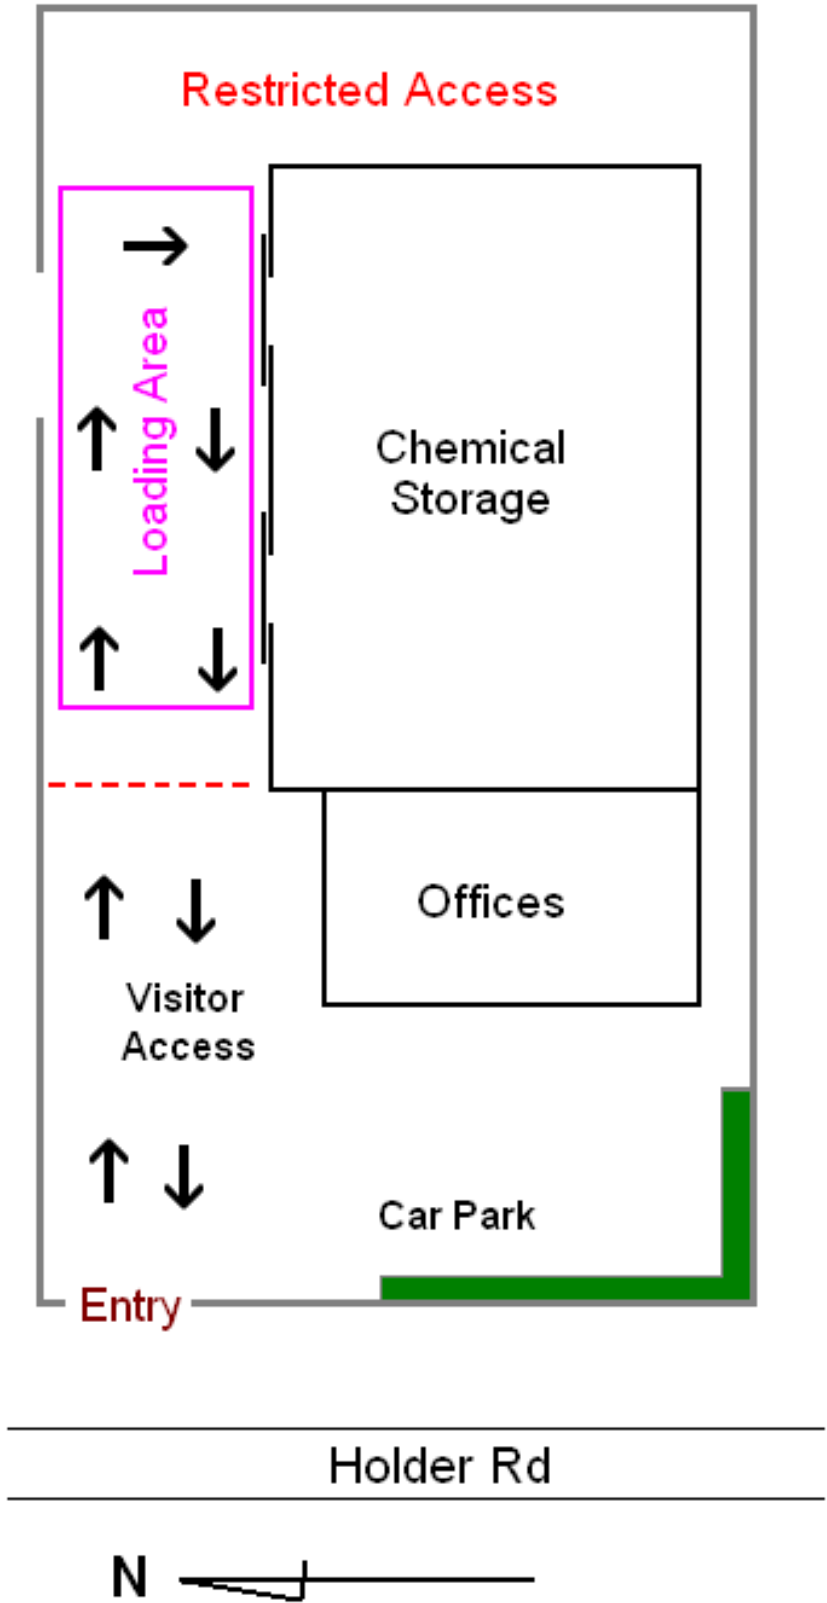 Restricted Access
Loading Area
Chemical
Storage
Offices
Visitor
Access
Car Park
Entry
Holder Rd
N